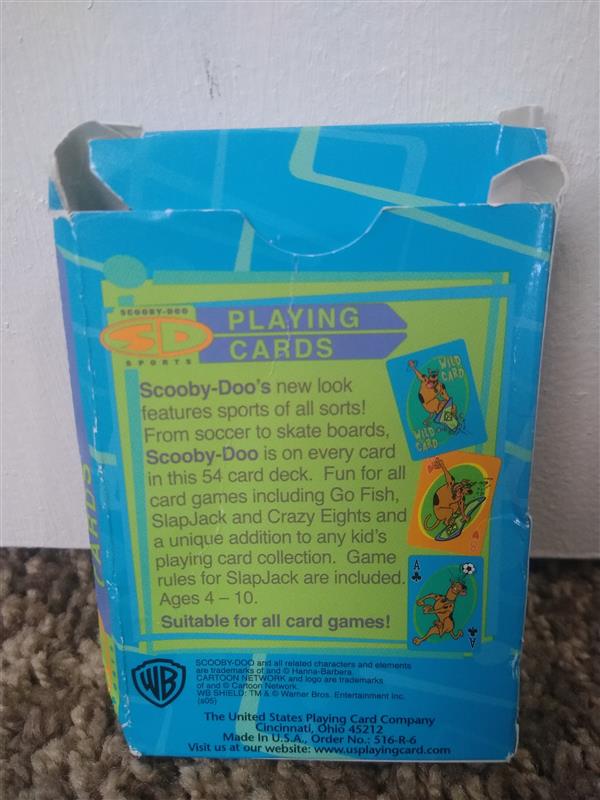 SCOOBY-DOO
SD
SPORTS
PLAYING
CARDS
Scooby-Doo's new look
features sports of all sorts!
From soccer to skate boards,
Scooby-Doo is on every card
in this 54 card deck. Fun for all
card games including Go Fish,
SlapJack and Crazy Eights and
a unique addition to any kid's
playing card collection. Game
rules for SlapJack are included.
Ages 4 – 10.
Suitable for all card games!
WILD
CARD
WILD
CARD
A
A
CARDS
WB
SCOOBY-DOO and all related characters and elements
are trademarks of and © Hanna-Barbera.
CARTOON NETWORK and logo are trademarks
of and © Cartoon Network.
WB SHIELD: TM & © Warner Bros. Entertainment Inc.
(s05)
The United States Playing Card Company
Cincinnati, Ohio 45212
Made In U.S.A., Order No.: 516-R-6
Visit us at our website: www.usplayingcard.com